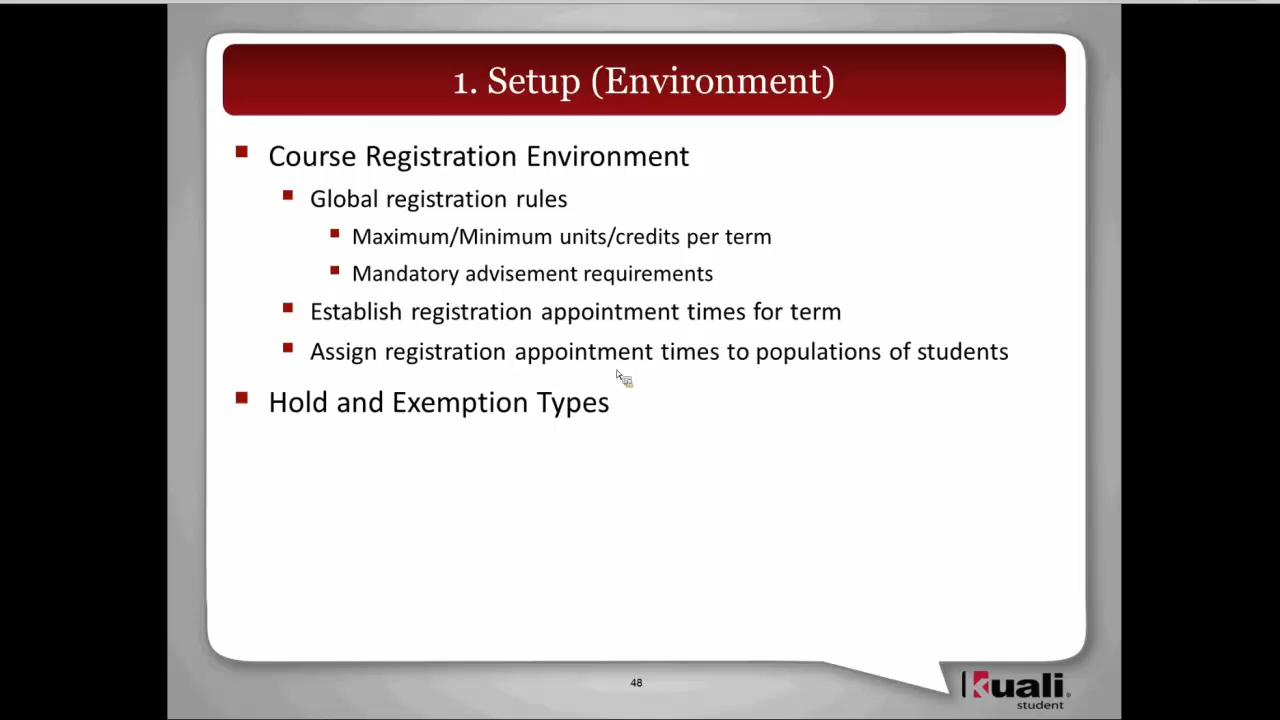 1. Setup (Environment)
Course Registration Environment
Global registration rules
Maximum/Minimum units/credits per term
Mandatory advisement requirements
Establish registration appointment times for term
Assign registration appointment times to populations of students
Hold and Exemption Types
48
Kuali
student